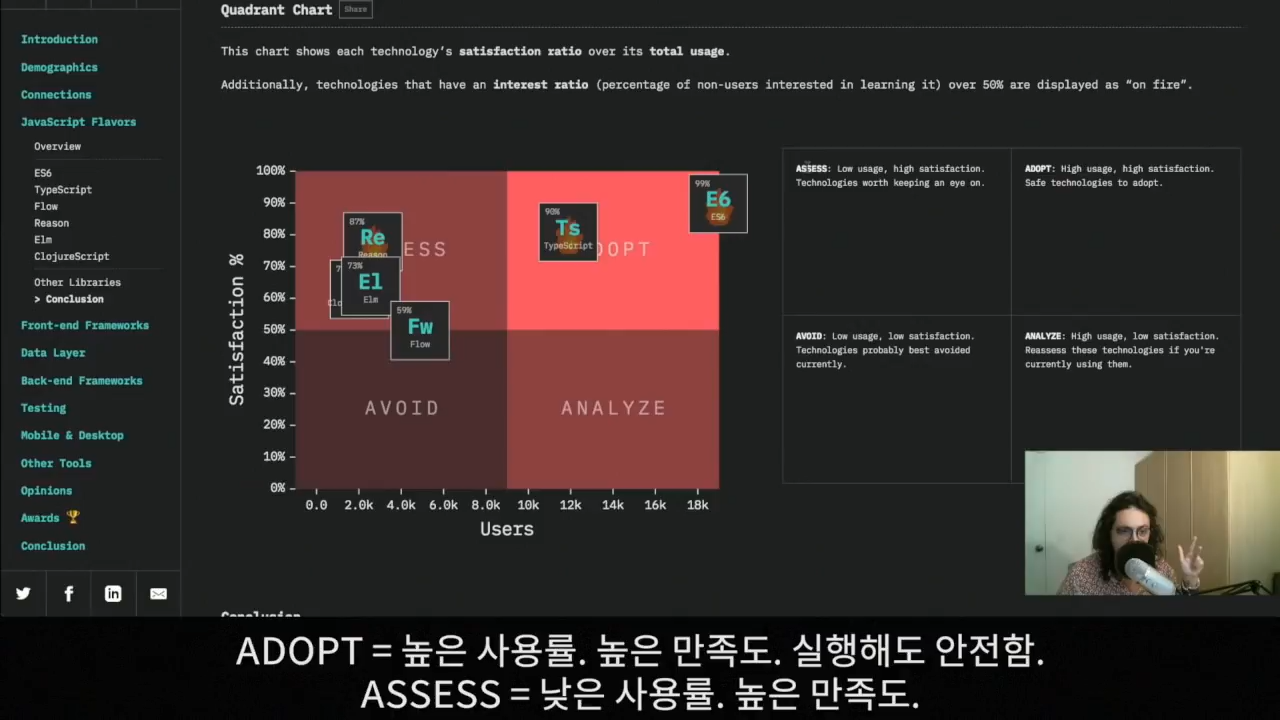 Quadrant Chart
Share
This chart shows each technology's satisfaction ratio over its total usage.
Additionally, technologies that have an interest ratio (percentage of non-users interested in learning it) over 50% are displayed as "on fire".
Introduction
Demographics
Connections
JavaScript Flavors
Overview
ES6
TypeScript
Flow
Reason
Elm
ClojureScript
Other Libraries
> Conclusion
Front-end Frameworks
Data Layer
Back-end Frameworks
Testing
Mobile & Desktop
Other Tools
Opinions
Awards 🏆
Conclusion
Satisfaction %
100%
90%
80%
70%
60%
50%
40%
30%
20%
10%
0%
87%
Re
Reason
ESS
73%
El
Elm
Clo
59%
Fw
Flow
90%
Ts
TypeScript
DOPT
99%
E6
ES6
AVOID
ANALYZE
0.0 2.0k 4.0k 6.0k 8.0k 10k 12k 14k 16k 18k
Users
ASSESS: Low usage, high satisfaction.
Technologies worth keeping an eye on.
ADOPT: High usage, high satisfaction.
Safe technologies to adopt.
AVOID: Low usage, low satisfaction.
Technologies probably best avoided
currently.
ANALYZE: High usage, low satisfaction.
Reassess these technologies if you're
currently using them.
Conclusion
ADOPT = 높은 사용률. 높은 만족도. 실행해도 안전함.
ASSESS = 낮은 사용률. 높은 만족도.